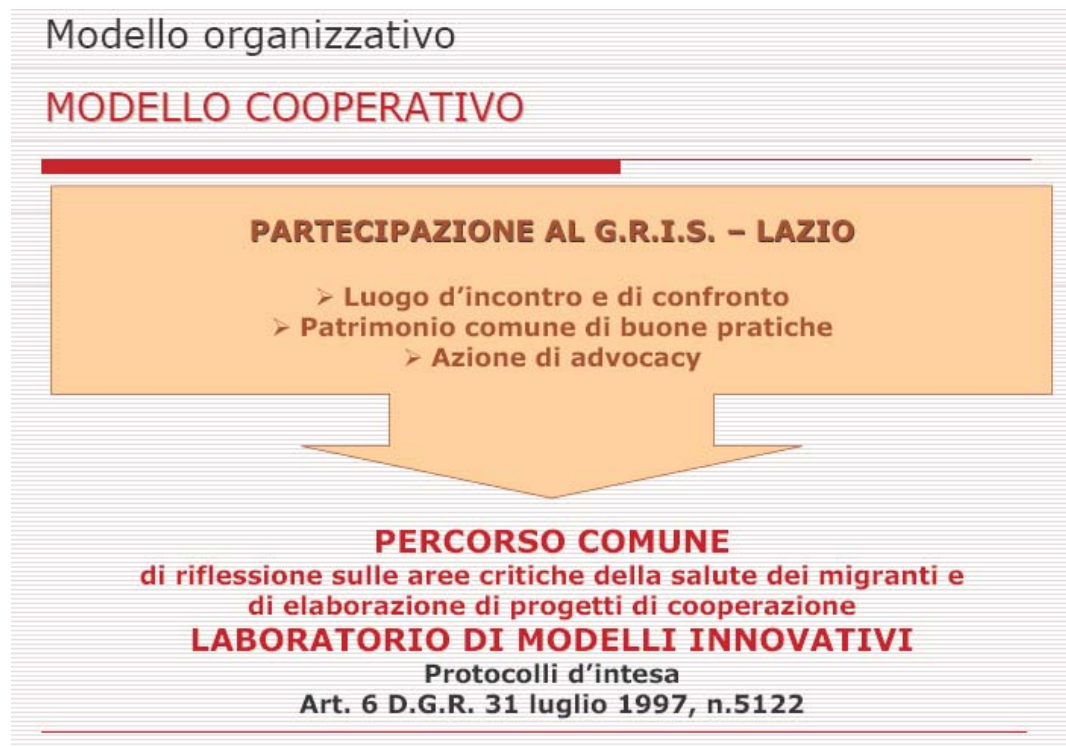 Modello organizzativo
MODELLO COOPERATIVO
PARTECIPAZIONE AL G.R.I.S. – LAZIO
➢ Luogo d'incontro e di confronto
➢ Patrimonio comune di buone pratiche
➢ Azione di advocacy
PERCORSO COMUNE
di riflessione sulle aree critiche della salute dei migranti e
di elaborazione di progetti di cooperazione
LABORATORIO DI MODELLI INNOVATIVI
Protocolli d'intesa
Art. 6 D.G.R. 31 luglio 1997, n.5122